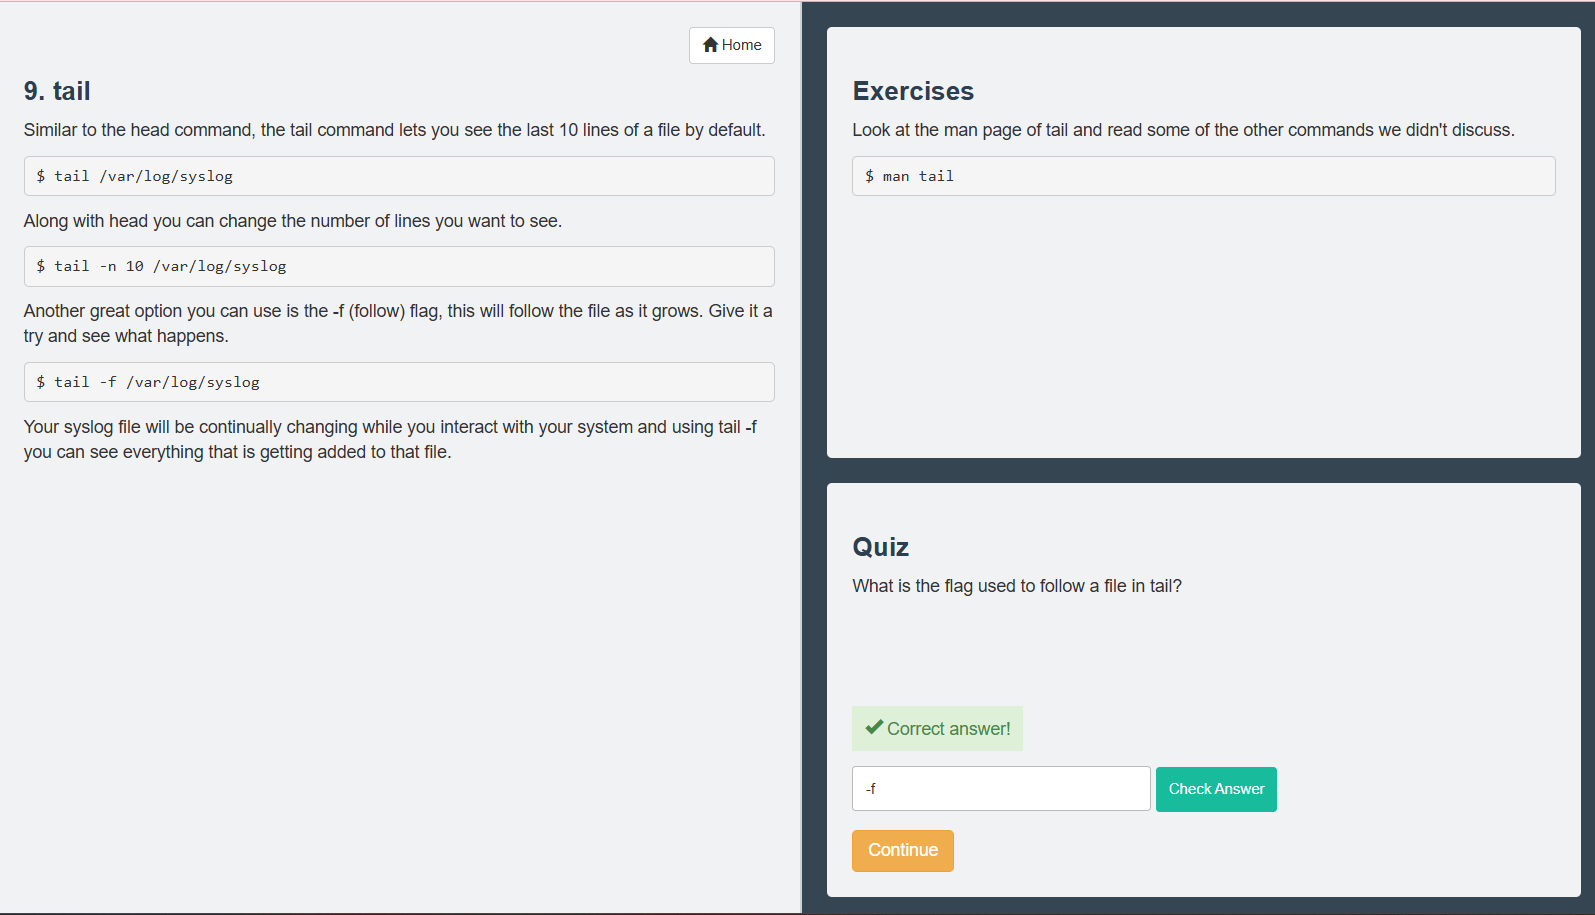 Home
9. tail
Similar to the head command, the tail command lets you see the last 10 lines of a file by default.
$ tail /var/log/syslog
Along with head you can change the number of lines you want to see.
$ tail -n 10 /var/log/syslog
Another great option you can use is the -f (follow) flag, this will follow the file as it grows. Give it a
try and see what happens.
$ tail -f /var/log/syslog
Your syslog file will be continually changing while you interact with your system and using tail -f
you can see everything that is getting added to that file.
Exercises
Look at the man page of tail and read some of the other commands we didn't discuss.
$ man tail
Quiz
What is the flag used to follow a file in tail?
Correct answer!
-f
Check Answer
Continue